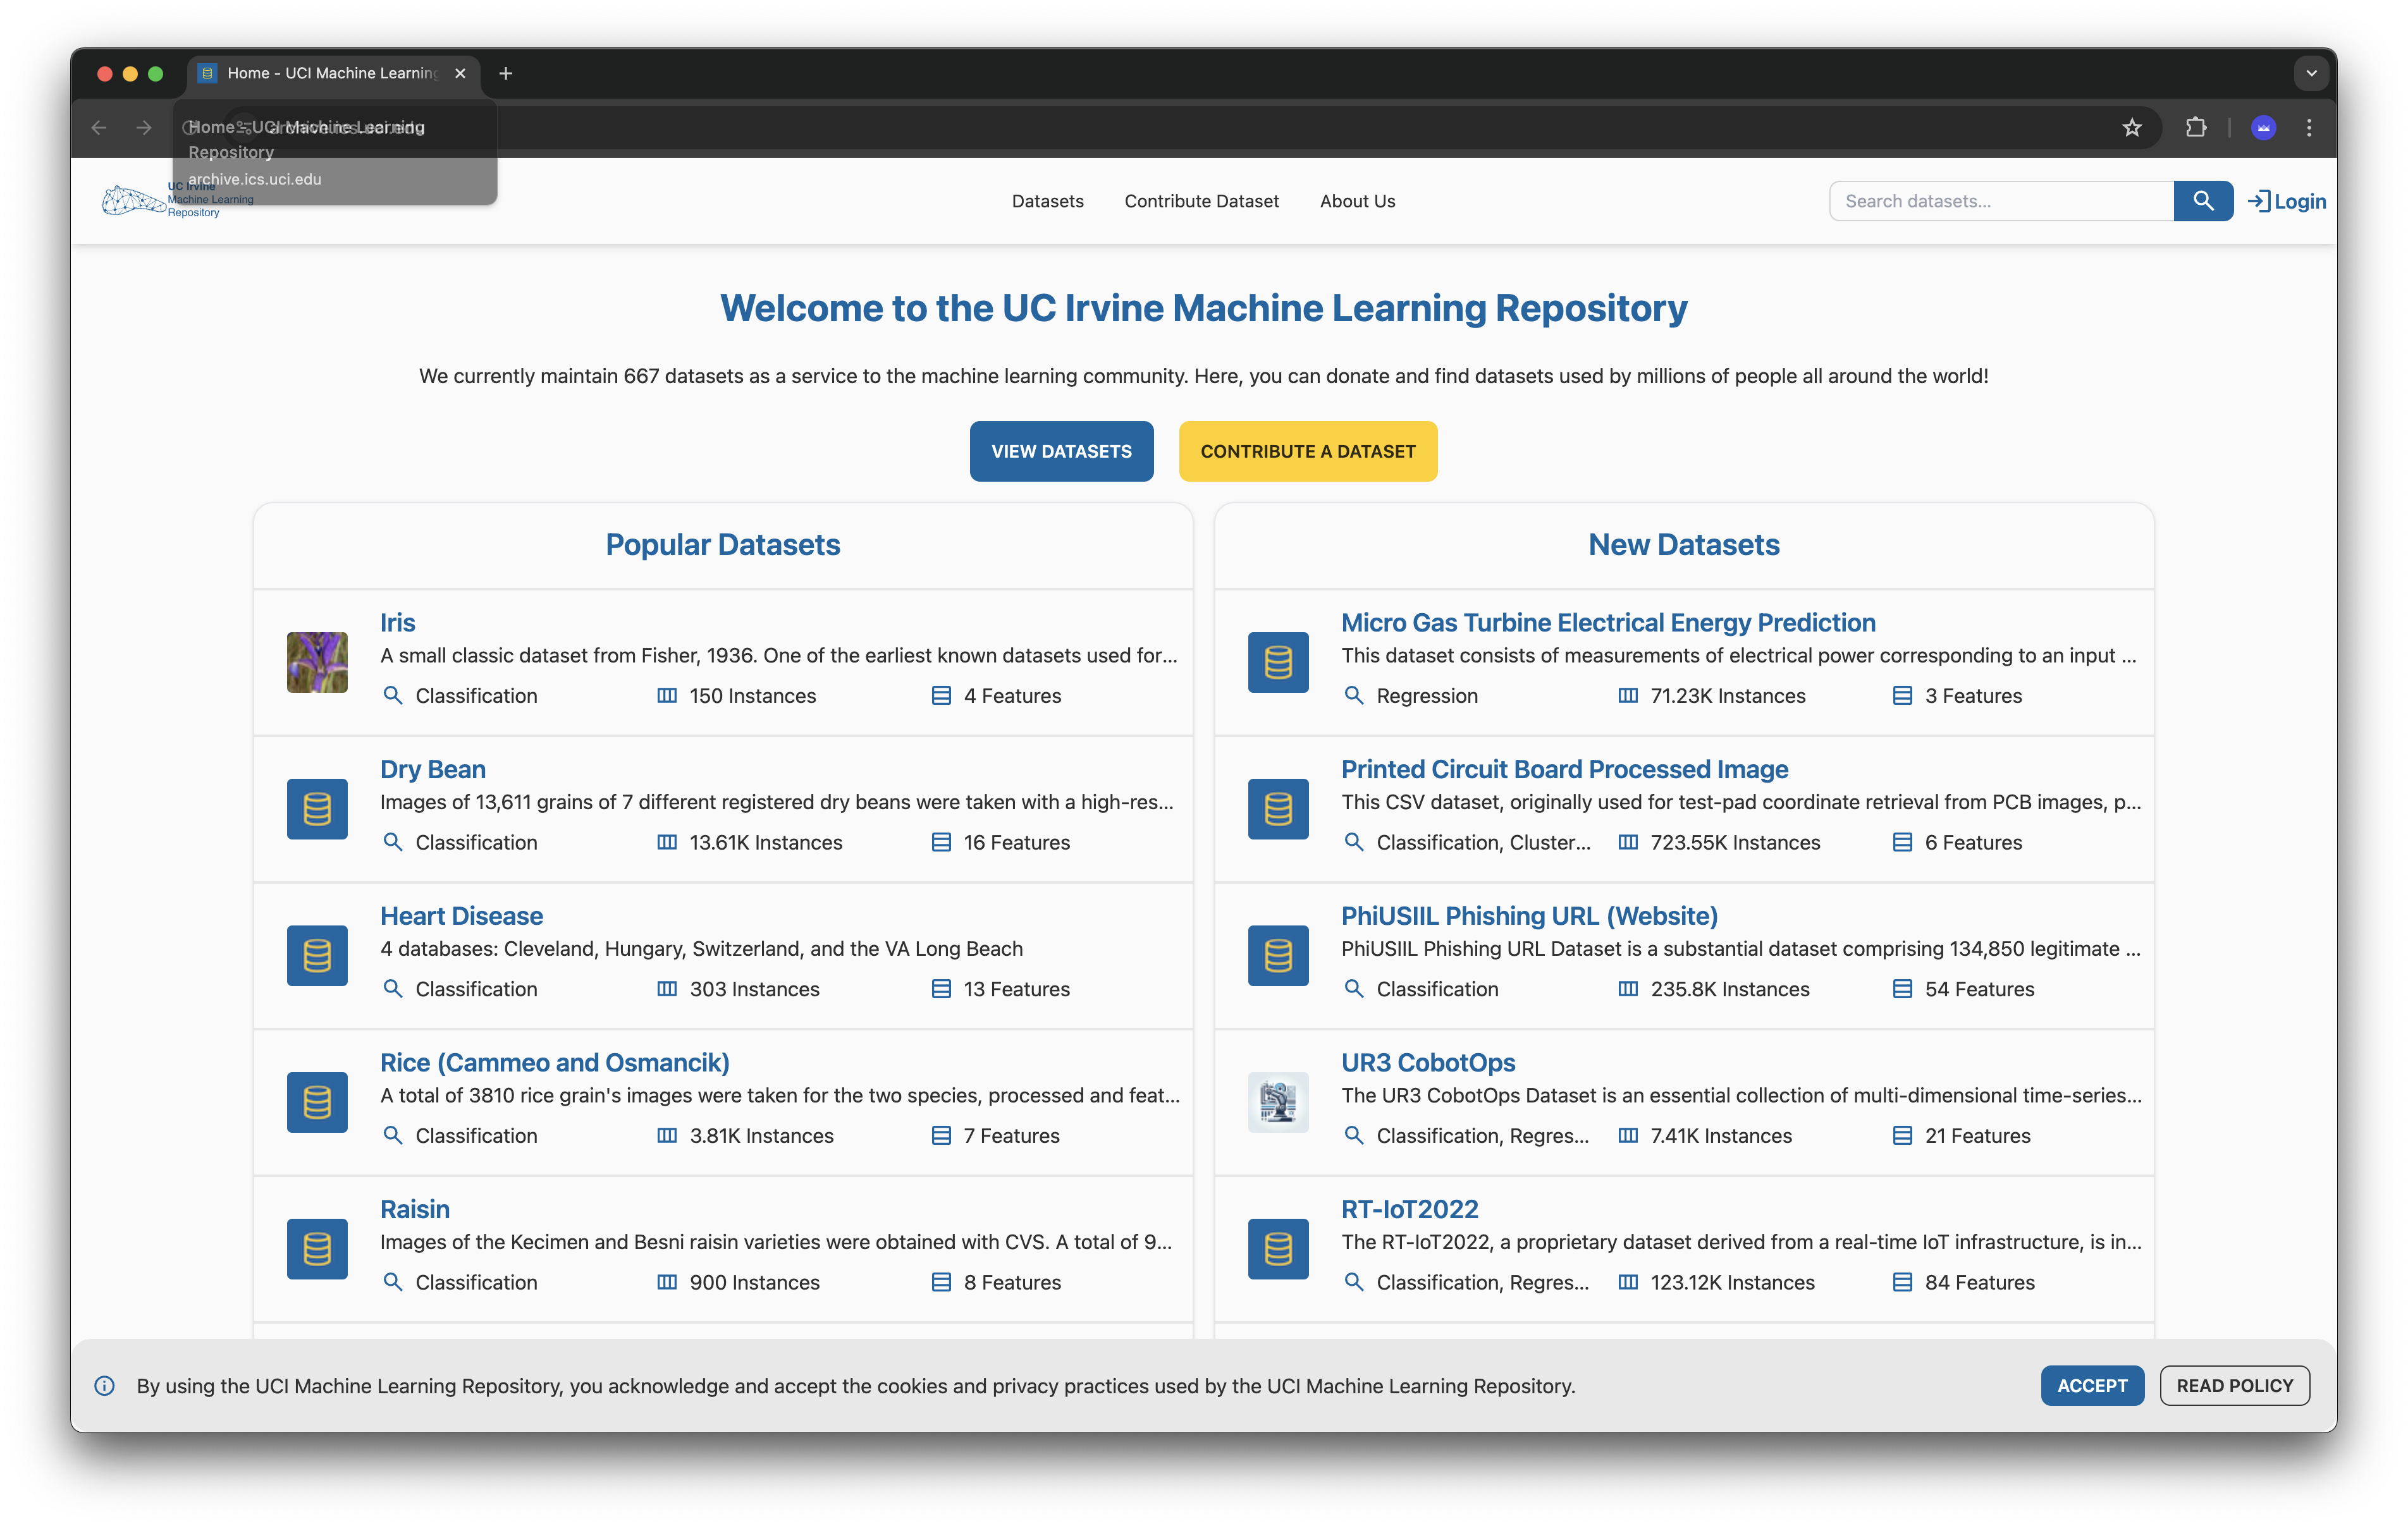 Home - UCI Machine Learning
Home - UCI Machine Learning
Repository
archive.ics.uci.edu
archive.ics.uci.edu
UC Irvine
Machine Learning
Repository
Datasets
Contribute Dataset
About Us
Search datasets...
Login
Welcome to the UC Irvine Machine Learning Repository
We currently maintain 667 datasets as a service to the machine learning community. Here, you can donate and find datasets used by millions of people all around the world!
VIEW DATASETS
CONTRIBUTE A DATASET
Popular Datasets
Iris
A small classic dataset from Fisher, 1936. One of the earliest known datasets used for...
Classification 150 Instances 4 Features
Dry Bean
Images of 13,611 grains of 7 different registered dry beans were taken with a high-res...
Classification 13.61K Instances 16 Features
Heart Disease
4 databases: Cleveland, Hungary, Switzerland, and the VA Long Beach
Classification 303 Instances 13 Features
Rice (Cammeo and Osmancik)
A total of 3810 rice grain's images were taken for the two species, processed and feat...
Classification 3.81K Instances 7 Features
Raisin
Images of the Kecimen and Besni raisin varieties were obtained with CVS. A total of 9...
Classification 900 Instances 8 Features
New Datasets
Micro Gas Turbine Electrical Energy Prediction
This dataset consists of measurements of electrical power corresponding to an input ...
Regression 71.23K Instances 3 Features
Printed Circuit Board Processed Image
This CSV dataset, originally used for test-pad coordinate retrieval from PCB images, p...
Classification, Cluster... 723.55K Instances 6 Features
PhiUSIIL Phishing URL (Website)
PhiUSIIL Phishing URL Dataset is a substantial dataset comprising 134,850 legitimate ...
Classification 235.8K Instances 54 Features
UR3 CobotOps
The UR3 CobotOps Dataset is an essential collection of multi-dimensional time-series...
Classification, Regres... 7.41K Instances 21 Features
RT-IoT2022
The RT-IoT2022, a proprietary dataset derived from a real-time IoT infrastructure, is in...
Classification, Regres... 123.12K Instances 84 Features
By using the UCI Machine Learning Repository, you acknowledge and accept the cookies and privacy practices used by the UCI Machine Learning Repository.
ACCEPT
READ POLICY